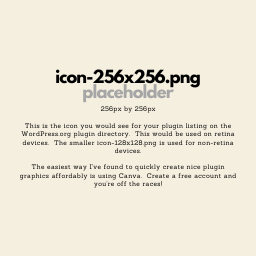 icon-256x256.png
placeholder
256px by 256px
This is the icon you would see for your plugin listing on the
WordPress.org plugin directory. This would be used on retina
devices. The smaller icon-128x128.png is used for non-retina
devices.
The easiest way I've found to quickly create nice plugin
graphics affordably is using Canva. Create a free account and
you're off the races!